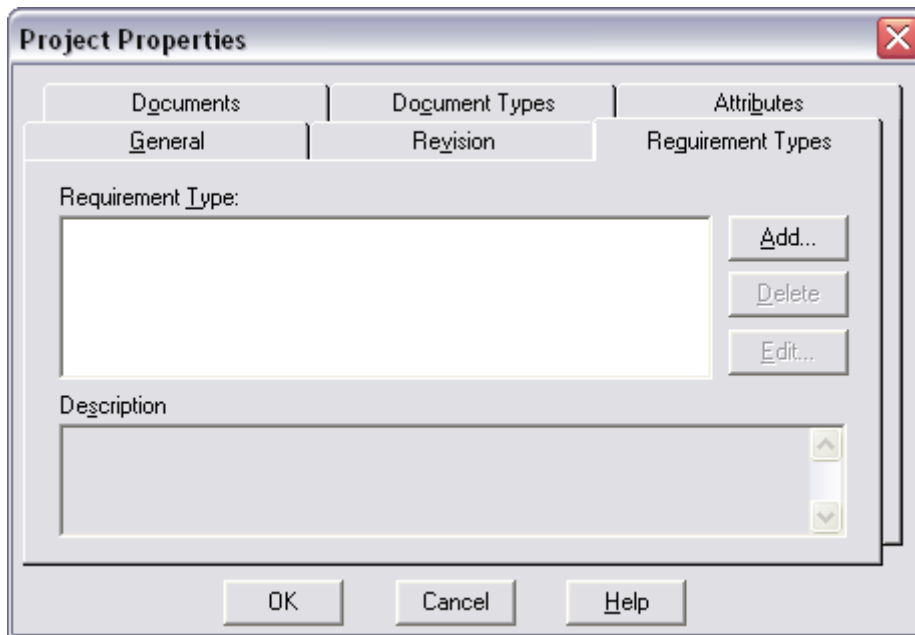 Project Properties
Documents
Document Types
Attributes
General
Revision
Requirement Types
Requirement Type:
Add...
Delete
Edit...
Description
OK
Cancel
Help